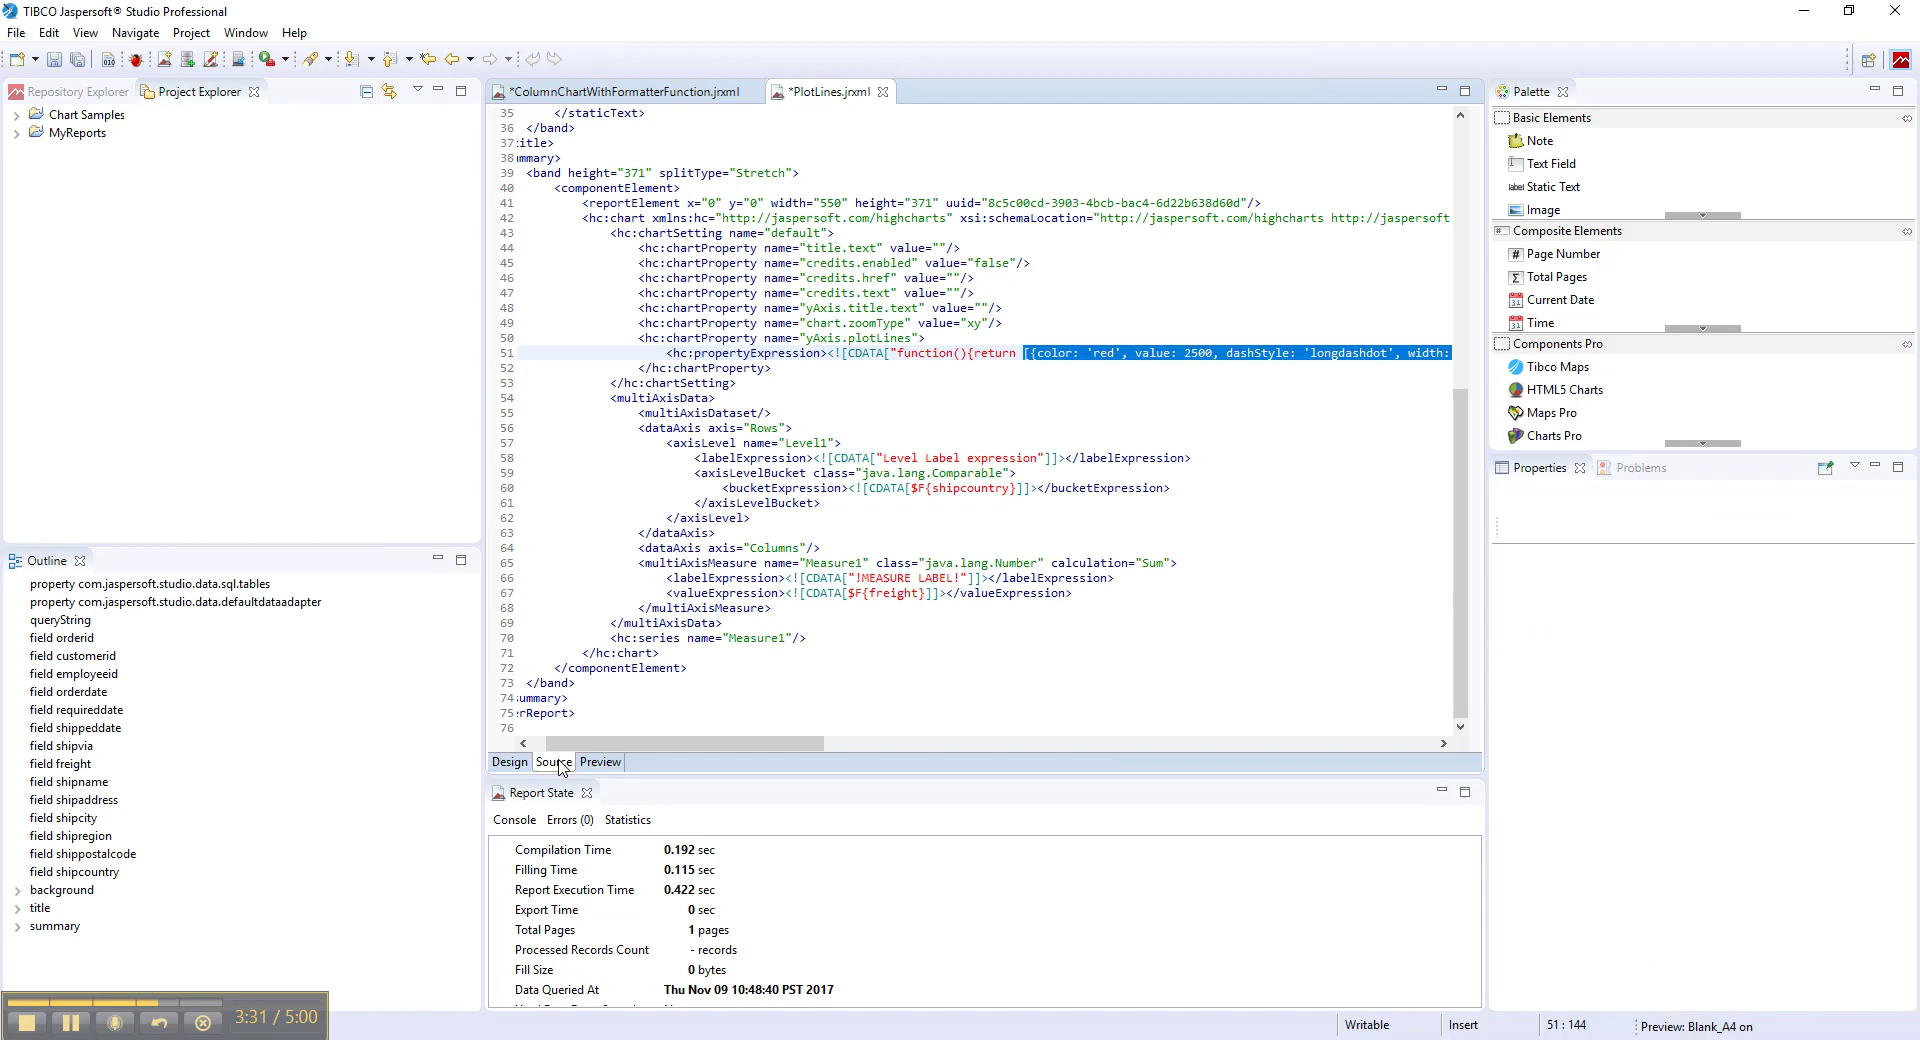 TIBCO Jaspersoft® Studio Professional
File Edit View Navigate Project Window Help
Repository Explorer Project Explorer
Chart Samples
MyReports
*ColumnChartWithFormatterFunction.jrxml *PlotLines.jrxml
35 </staticText>
36 </band>
37 :itle>
38 mmary>
39 <band height="371" splitType="Stretch">
40 <componentElement>
41 <reportElement x="0" y="0" width="550" height="371" uuid="8c5c00cd-3903-4bcb-bac4-6d22b638d60d"/>
42 <hc:chart xmlns:hc="http://jaspersoft.com/highcharts" xsi:schemaLocation="http://jaspersoft.com/highcharts http://jaspersoft
43 <hc:chartSetting name="default">
44 <hc:chartProperty name="title.text" value=""/>
45 <hc:chartProperty name="credits.enabled" value="false"/>
46 <hc:chartProperty name="credits.href" value=""/>
47 <hc:chartProperty name="credits.text" value=""/>
48 <hc:chartProperty name="yAxis.title.text" value=""/>
49 <hc:chartProperty name="chart.zoomType" value="xy"/>
50 <hc:chartProperty name="yAxis.plotLines">
51 <hc:propertyExpression><![CDATA["function(){return [{color: 'red', value: 2500, dashStyle: 'longdashdot', width:
52 </hc:chartProperty>
53 </hc:chartSetting>
54 <multiAxisData>
55 <multiAxisDataset/>
56 <dataAxis axis="Rows">
57 <axisLevel name="Level1">
58 <labelExpression><![CDATA["Level Label expression"]]></labelExpression>
59 <axisLevelBucket class="java.lang.Comparable">
60 <bucketExpression><![CDATA[$F{shipcountry}]]></bucketExpression>
61 </axisLevelBucket>
62 </axisLevel>
63 </dataAxis>
64 <dataAxis axis="Columns"/>
65 <multiAxisMeasure name="Measure1" class="java.lang.Number" calculation="Sum">
66 <labelExpression><![CDATA["!MEASURE LABEL!"]]></labelExpression>
67 <valueExpression><![CDATA[$F{freight}]]></valueExpression>
68 </multiAxisMeasure>
69 </multiAxisData>
70 <hc:series name="Measure1"/>
71 </hc:chart>
72 </componentElement>
73 </band>
74 :ummary>
75 :rReport>
76
Design Source Preview
Palette
Basic Elements
Note
Text Field
label Static Text
Image
Composite Elements
# Page Number
Σ Total Pages
Current Date
Time
Components Pro
Tibco Maps
HTML5 Charts
Maps Pro
Charts Pro
Properties Problems
Outline
property com.jaspersoft.studio.data.sql.tables
property com.jaspersoft.studio.data.defaultdataadapter
queryString
field orderid
field customerid
field employeeid
field orderdate
field requireddate
field shippeddate
field shipvia
field freight
field shipname
field shipaddress
field shipcity
field shipregion
field shippostalcode
field shipcountry
background
title
summary
Report State
Console Errors (0) Statistics
Compilation Time 0.192 sec
Filling Time 0.115 sec
Report Execution Time 0.422 sec
Export Time 0 sec
Total Pages 1 pages
Processed Records Count - records
Fill Size 0 bytes
Data Queried At Thu Nov 09 10:48:40 PST 2017
3:31 / 5:00
Writable Insert 51 : 144 Preview: Blank_A4 on